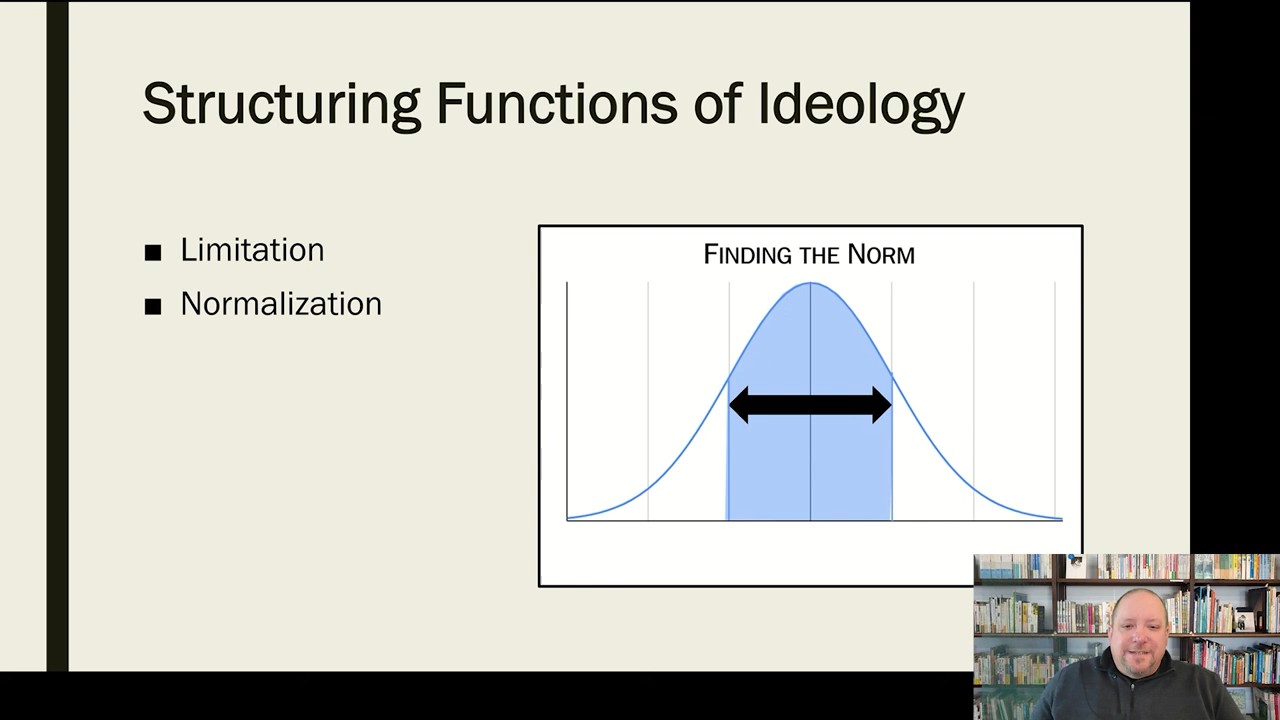 Structuring Functions of Ideology
■ Limitation
■ Normalization
FINDING THE NORM